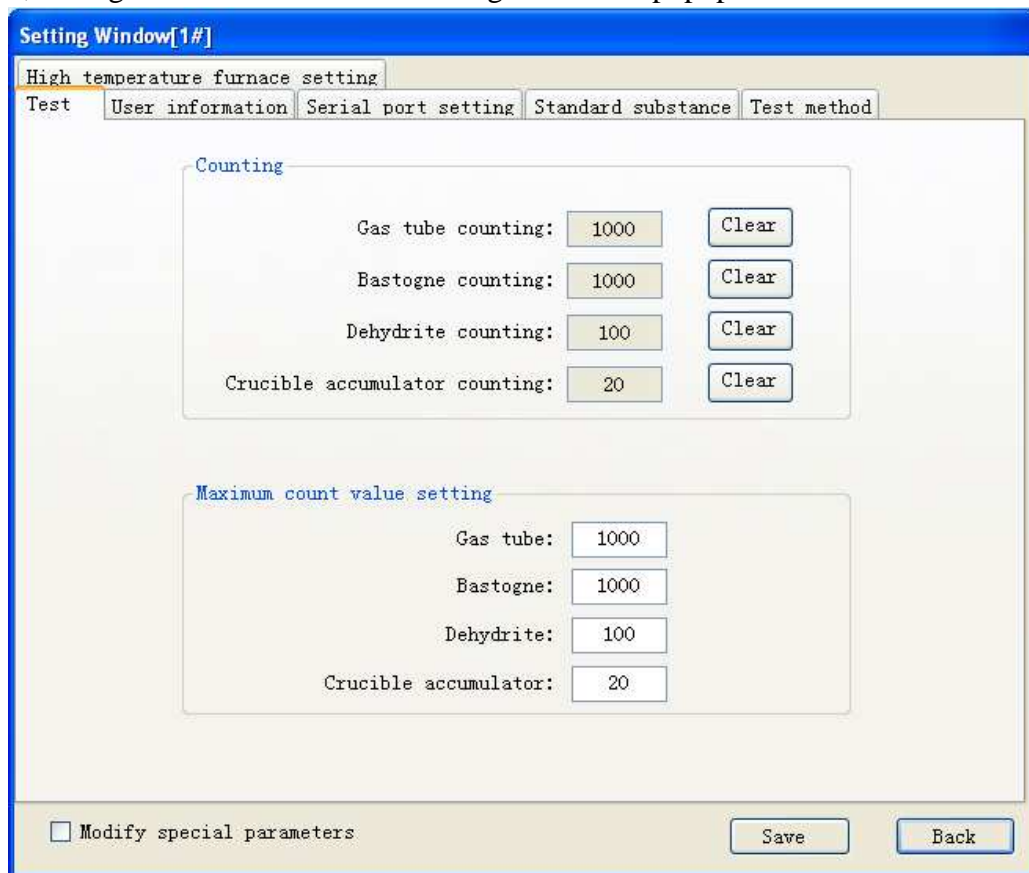 Setting Window[1#]
High temperature furnace setting
Test User information Serial port setting Standard substance Test method
Counting
Gas tube counting: 1000 Clear
Bastogne counting: 1000 Clear
Dehydrite counting: 100 Clear
Crucible accumulator counting: 20 Clear
Maximum count value setting
Gas tube: 1000
Bastogne: 1000
Dehydrite: 100
Crucible accumulator: 20
Modify special parameters Save Back